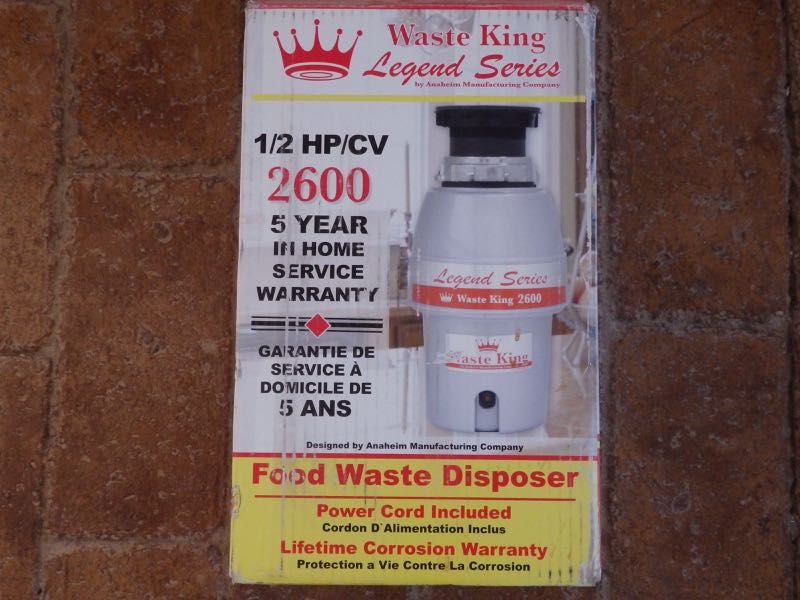 Waste King
Legend Series
by Anaheim Manufacturing Company
1/2 HP/CV
2600
5 YEAR
IN HOME
SERVICE
WARRANTY
GARANTIE DE
SERVICE À
DOMICILE DE
5 ANS
Legend Series
Waste King 2600
Waste King
Designed by Anaheim Manufacturing Company
Food Waste Disposer
Power Cord Included
Cordon D`Alimentation Inclus
Lifetime Corrosion Warranty
Protection a Vie Contre La Corrosion